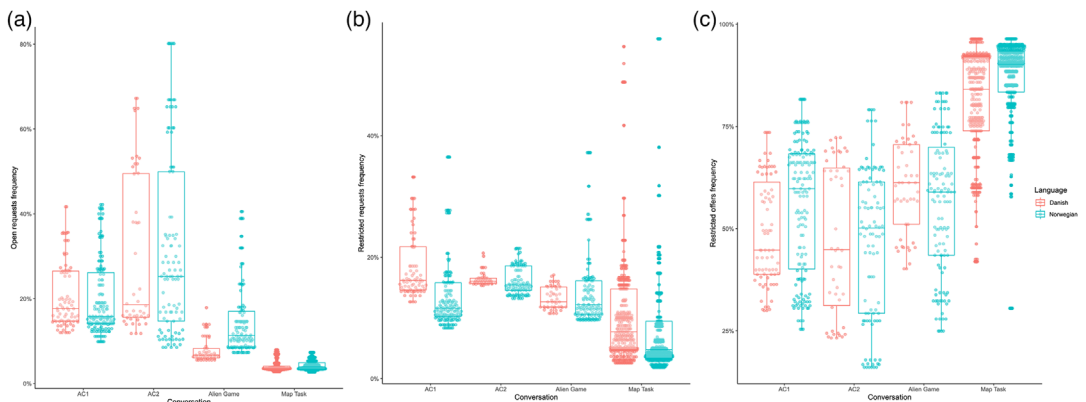 (a)
Open requests frequency
80%
60%
40%
20%
0%
AC1 AC2 Alien Game Map Task
Conversation
(b)
Restricted requests frequency
40%
20%
0%
AC1 AC2 Alien Game Map Task
Conversation
(c)
Restricted offers frequency
100%
75%
50%
25%
AC1 AC2 Alien Game Map Task
Conversation
Language
Danish
Norwegian